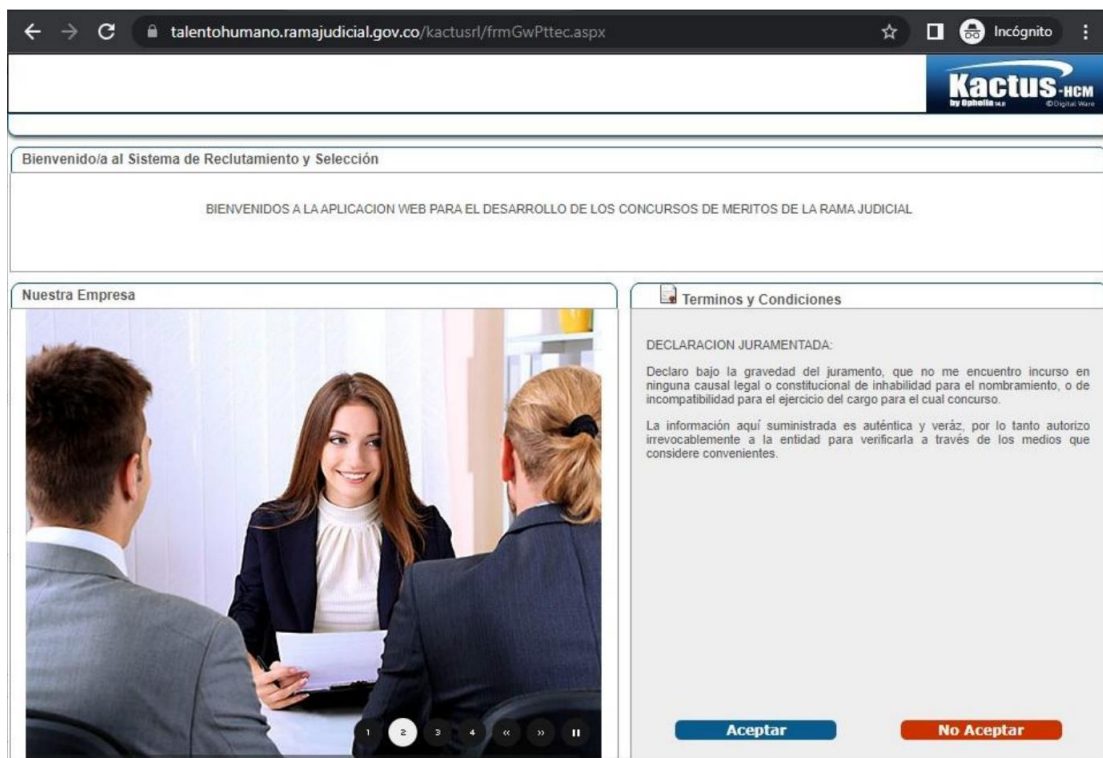 talentohumano.ramajudicial.gov.co/kactusrl/frmGwPttec.aspx
Incógnito
Kactus-HCM
by Ophelia
©Digital Ware
Bienvenido/a al Sistema de Reclutamiento y Selección
BIENVENIDOS A LA APLICACION WEB PARA EL DESARROLLO DE LOS CONCURSOS DE MERITOS DE LA RAMA JUDICIAL
Nuestra Empresa
1 2 3 4 « »
Terminos y Condiciones
DECLARACION JURAMENTADA:
Declaro bajo la gravedad del juramento, que no me encuentro incurso en
ninguna causal legal o constitucional de inhabilidad para el nombramiento, o de
incompatibilidad para el ejercicio del cargo para el cual concurso.
La información aquí suministrada es auténtica y veráz, por lo tanto autorizo
irrevocablemente a la entidad para verificarla a través de los medios que
considere convenientes.
Aceptar
No Aceptar